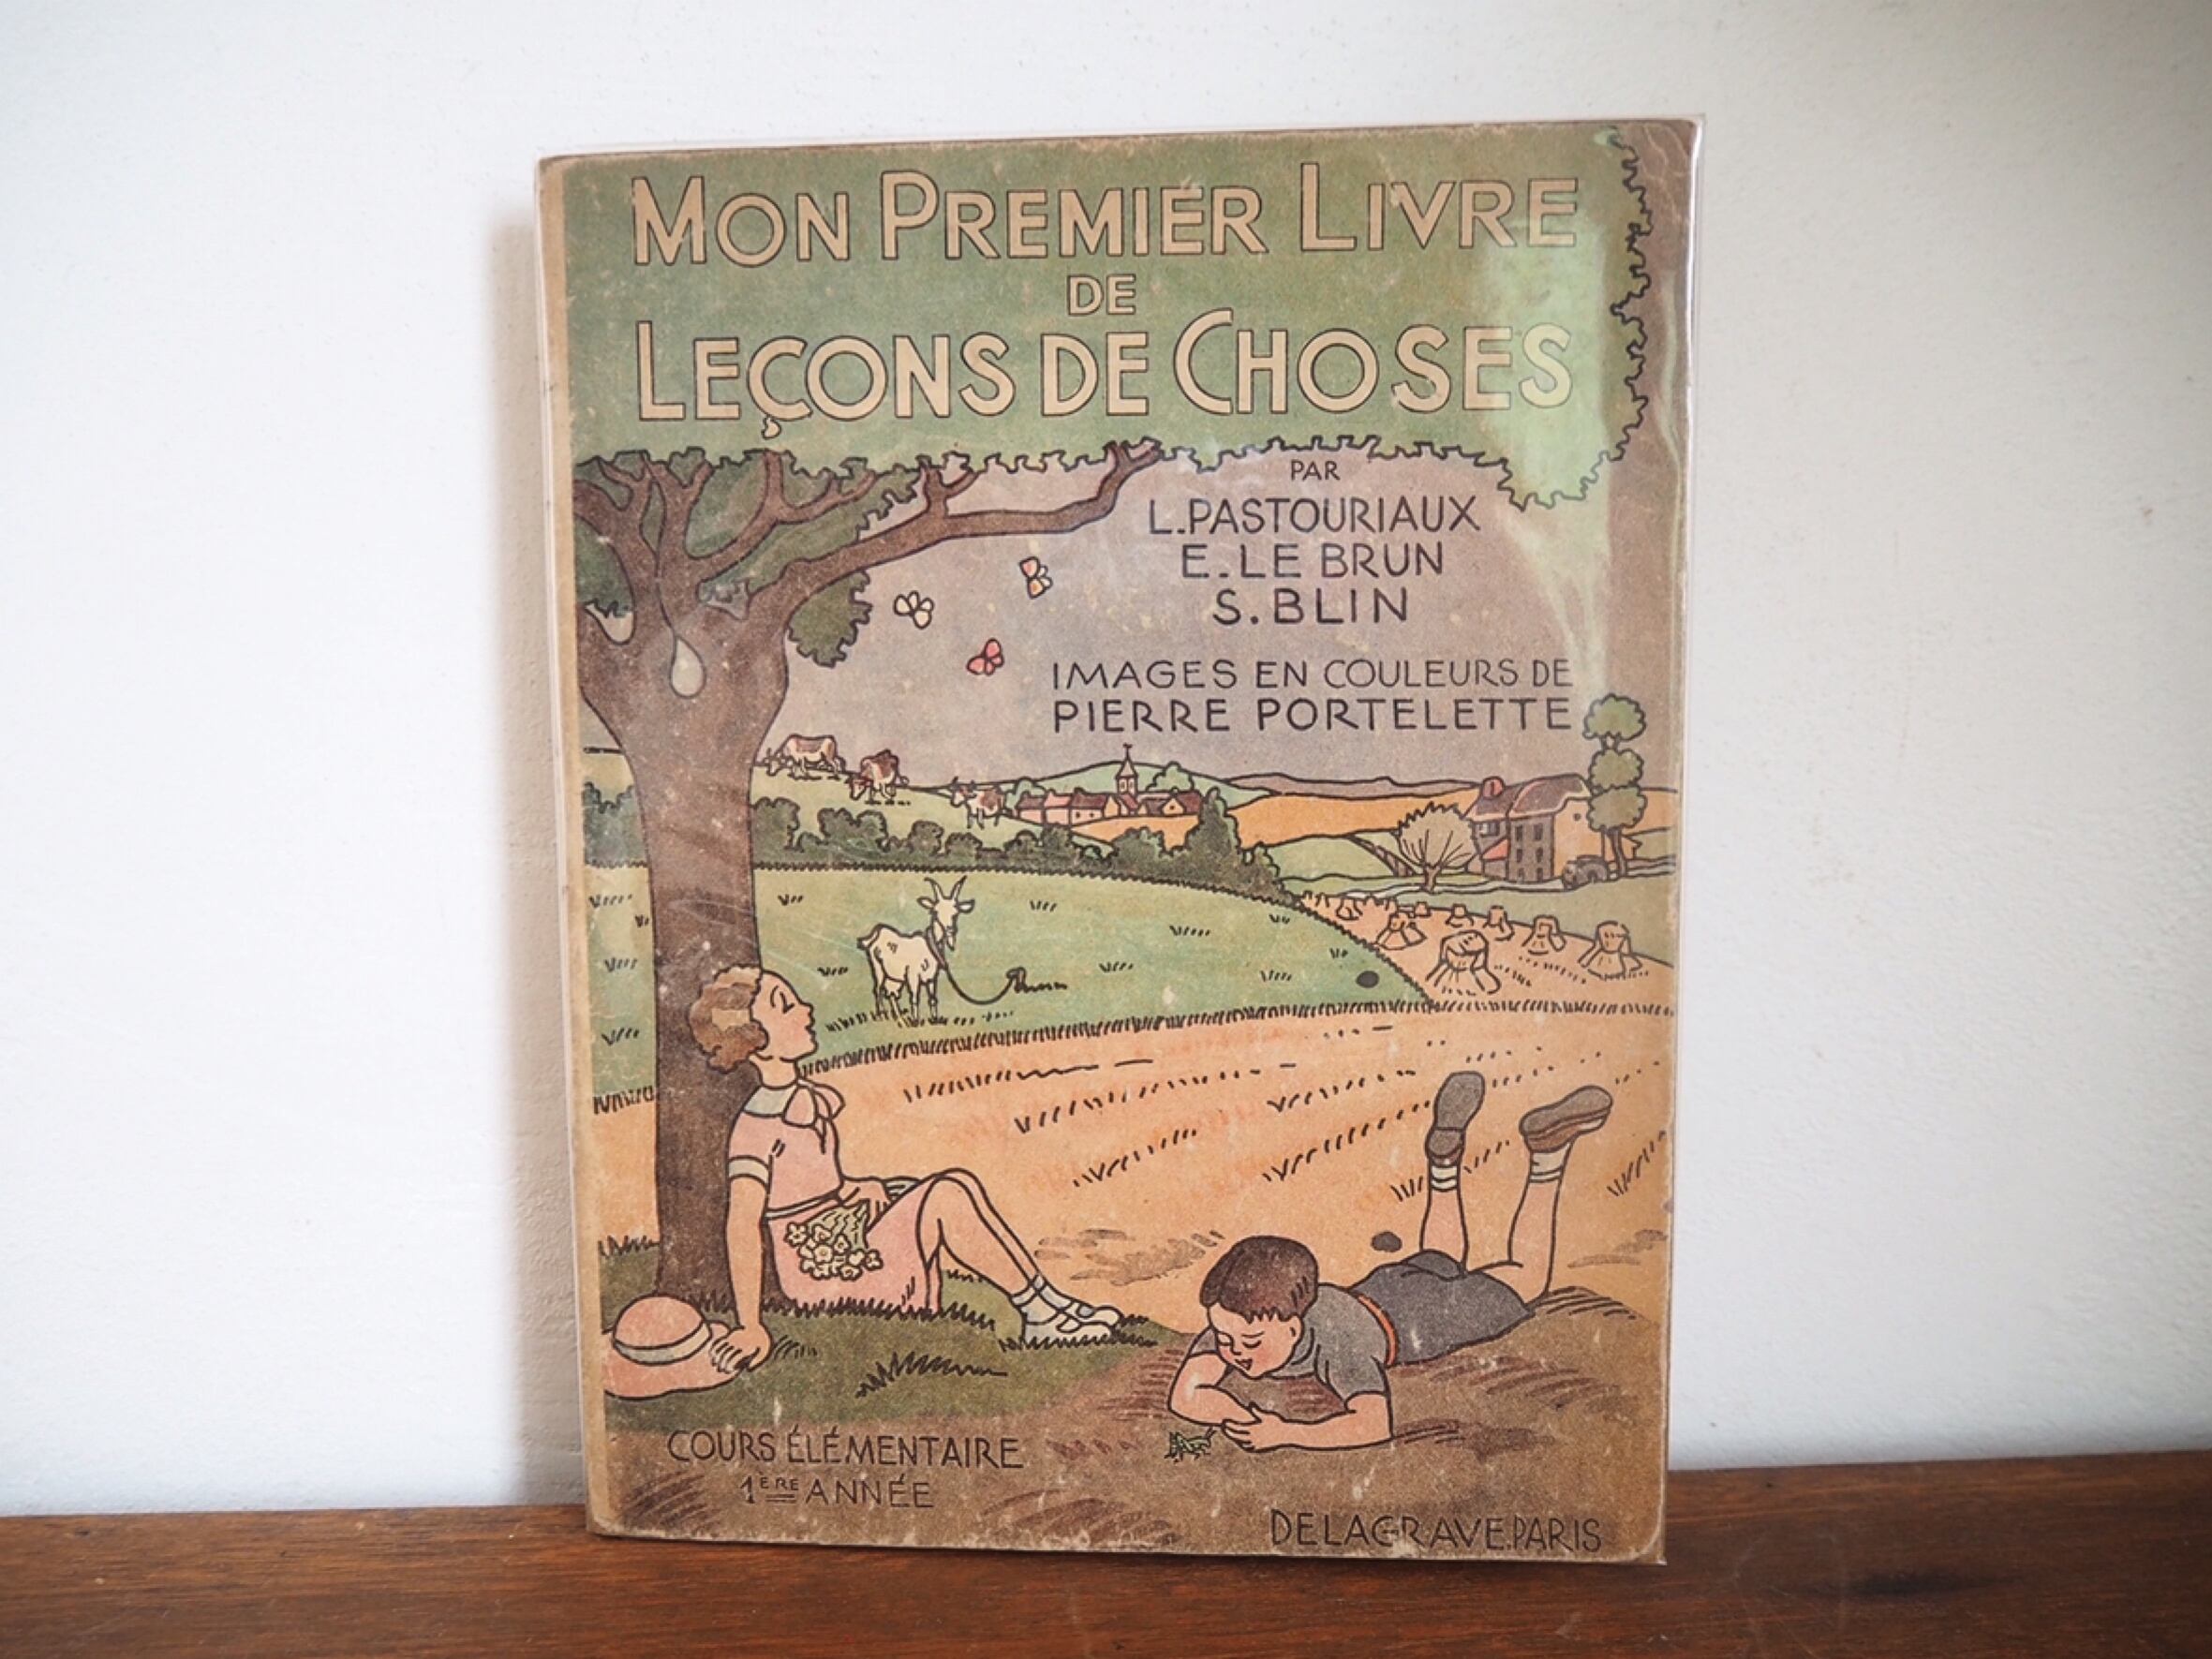 MON PREMIER LIVRE
DE
LEÇONS DE CHOSES
PAR
L. PASTOURIAUX
E. LE BRUN
S. BLIN
IMAGES EN COULEURS DE
PIERRE PORTELETTE
COURS ÉLÉMENTAIRE
1ÈRE ANNÉE
DELAGRAVE.PARIS